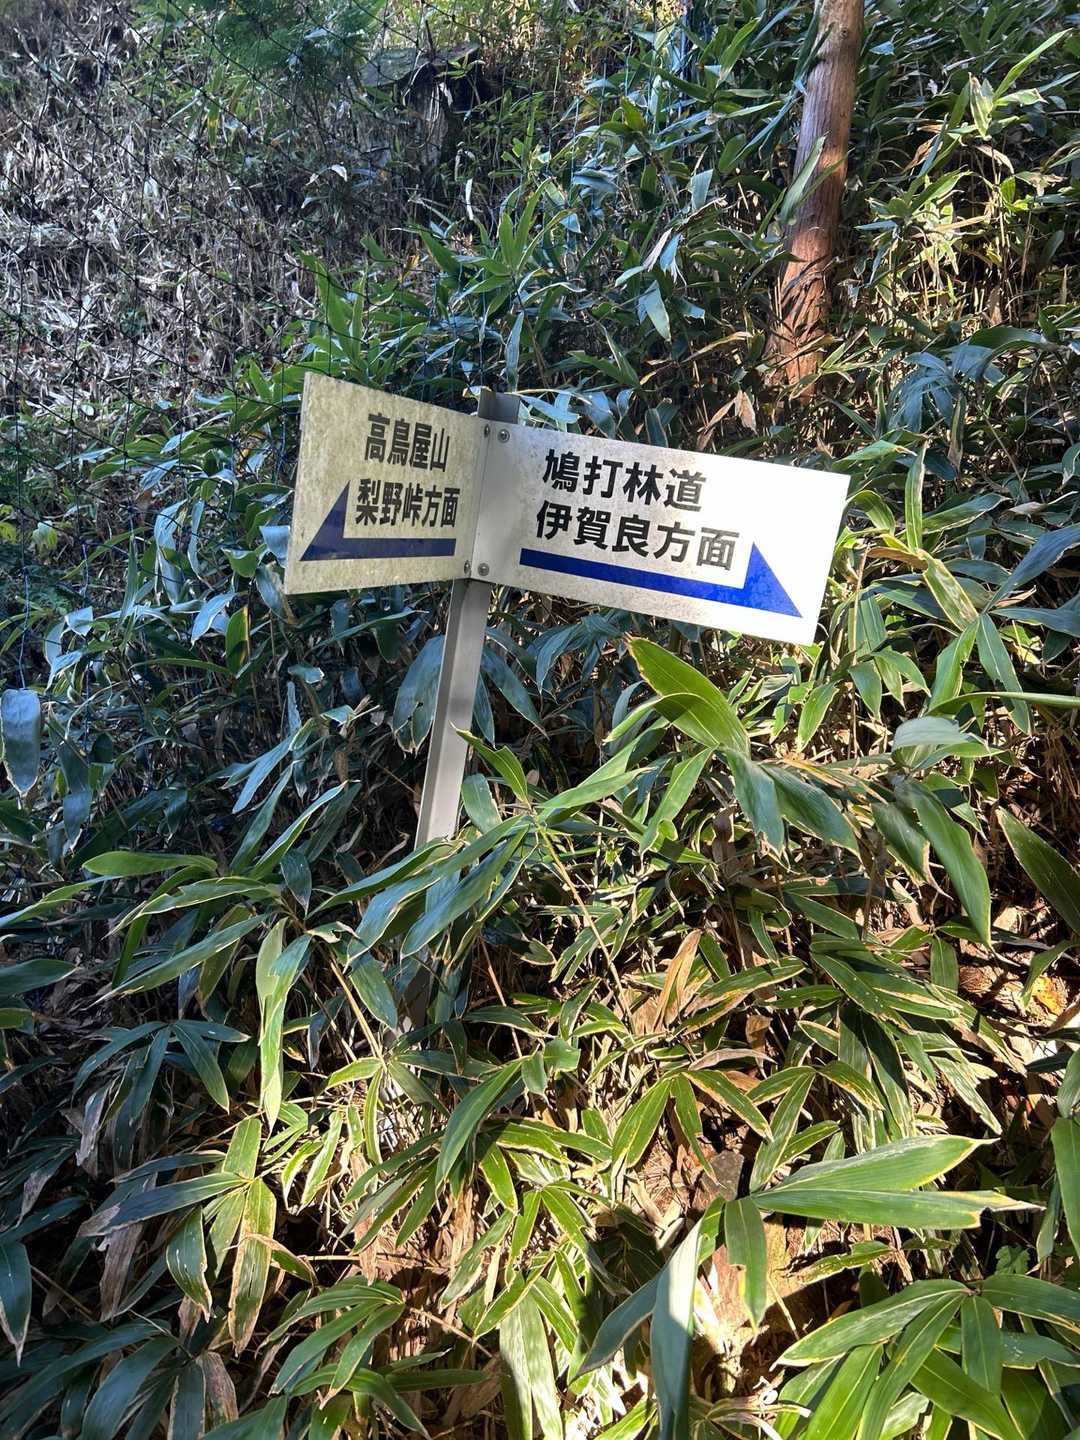 高鳥屋山
梨野峠方面
鳩打林道
伊賀良方面